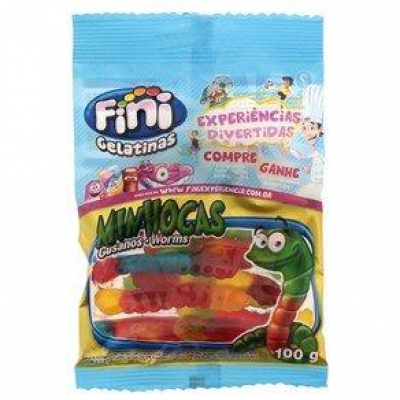 Fini
Gelatinas
EXPERIÊNCIAS
DIVERTIDAS
COMPRE
GANHE
WWW.FINIEXPERIENCIA.COM.BR
MINHOCAS
Gusanos • Worms
100 g